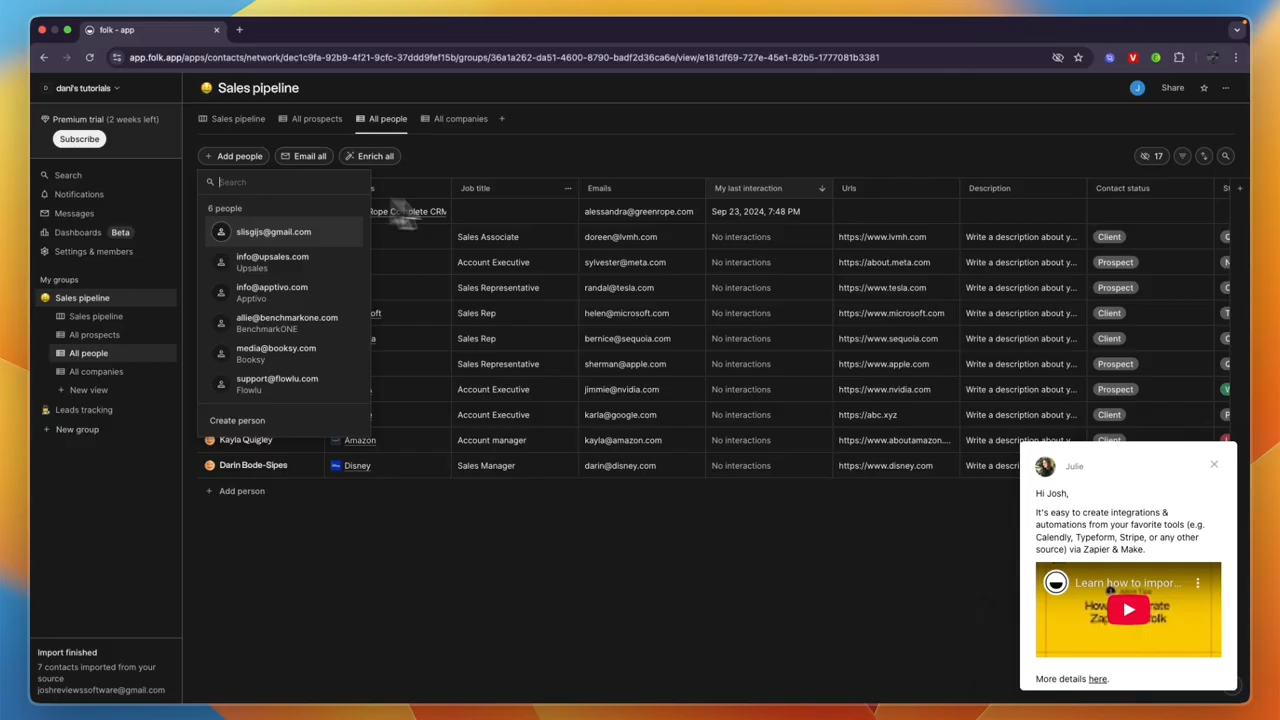 folk - app
app.folk.app/apps/contacts/network/dec1c9fa-92b9-4f21-9cfc-37ddd9fef15b/groups/36a1a262-da51-4600-8790-badf2d36ca6e/view/e181df69-727e-45e1-82b5-1777081b3381
D dani's tutorials
Premium trial (2 weeks left)
Subscribe
Search
Notifications
Messages
Dashboards Beta
Settings & members
My groups
Sales pipeline
Sales pipeline
All prospects
All people
All companies
+ New view
Leads tracking
+ New group
Import finished
7 contacts imported from your
source
joshreviewssoftware@gmail.com
Sales pipeline
J Share
Sales pipeline All prospects All people All companies +
+ Add people Email all Enrich all
17
Search
6 people
slisgijs@gmail.com
info@upsales.com
Upsales
info@apptivo.com
Apptivo
allie@benchmarkone.com
BenchmarkONE
media@booksy.com
Booksy
support@flowlu.com
Flowlu
Create person
Job title Emails My last interaction Urls Description Contact status
Complete CRM alessandra@greenrope.com Sep 23, 2024, 7:48 PM
Sales Associate doreen@lvmh.com No interactions https://www.lvmh.com Write a description about y... Client
Account Executive sylvester@meta.com No interactions https://about.meta.com Write a description about y... Prospect
Sales Representative randal@tesla.com No interactions https://www.tesla.com Write a description about y... Prospect
Sales Rep helen@microsoft.com No interactions https://www.microsoft.com Write a description about y... Client
Sales Rep bernice@sequoia.com No interactions https://www.sequoia.com Write a description about y... Client
Sales Representative sherman@apple.com No interactions https://www.apple.com Write a description about y... Prospect
Account Executive jimmie@nvidia.com No interactions https://www.nvidia.com Write a description about y... Prospect
Account Executive karla@google.com No interactions https://abc.xyz Write a description about y... Client
Kayla Quigley Amazon Account manager kayla@amazon.com No interactions https://www.aboutamazon.... Write a description about y... Client
Darin Bode-Sipes Disney Sales Manager darin@disney.com No interactions https://www.disney.com Write a des
+ Add person
Julie
Hi Josh,
It's easy to create integrations &
automations from your favorite tools (e.g.
Calendly, Typeform, Stripe, or any other
source) via Zapier & Make.
Learn how to impor...
More details here.